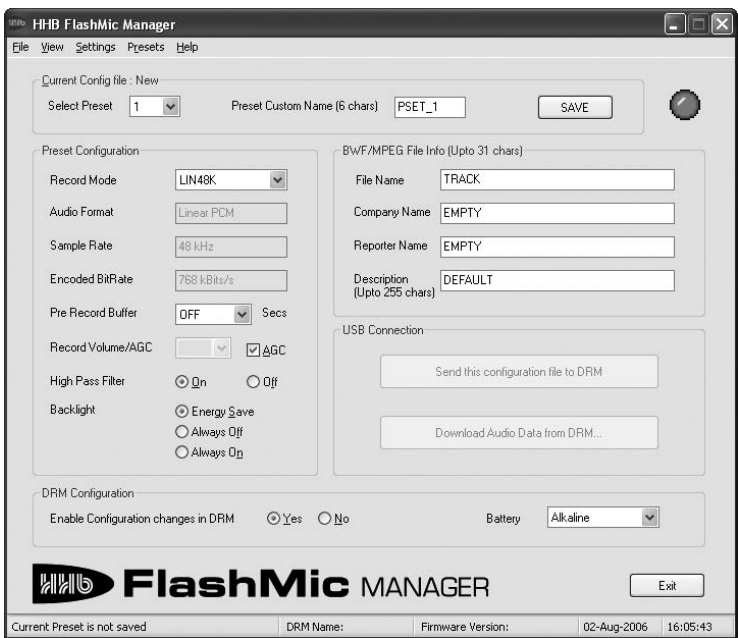 HHB FlashMic Manager
File View Settings Presets Help
Current Config file : New
Select Preset 1 Preset Custom Name (6 chars) PSET_1 SAVE
Preset Configuration
Record Mode LIN48K
Audio Format Linear PCM
Sample Rate 48 kHz
Encoded BitRate 768 kBits/s
Pre Record Buffer OFF Secs
Record Volume/AGC AGC
High Pass Filter On Off
Backlight Energy Save
Always Off
Always On
BWF/MPEG File Info (Upto 31 chars)
File Name TRACK
Company Name EMPTY
Reporter Name EMPTY
Description DEFAULT
(Upto 255 chars)
USB Connection
Send this configuration file to DRM
Download Audio Data from DRM...
DRM Configuration
Enable Configuration changes in DRM Yes No Battery Alkaline
HHb FlashMic MANAGER Exit
Current Preset is not saved DRM Name: Firmware Version: 02-Aug-2006 16:05:43